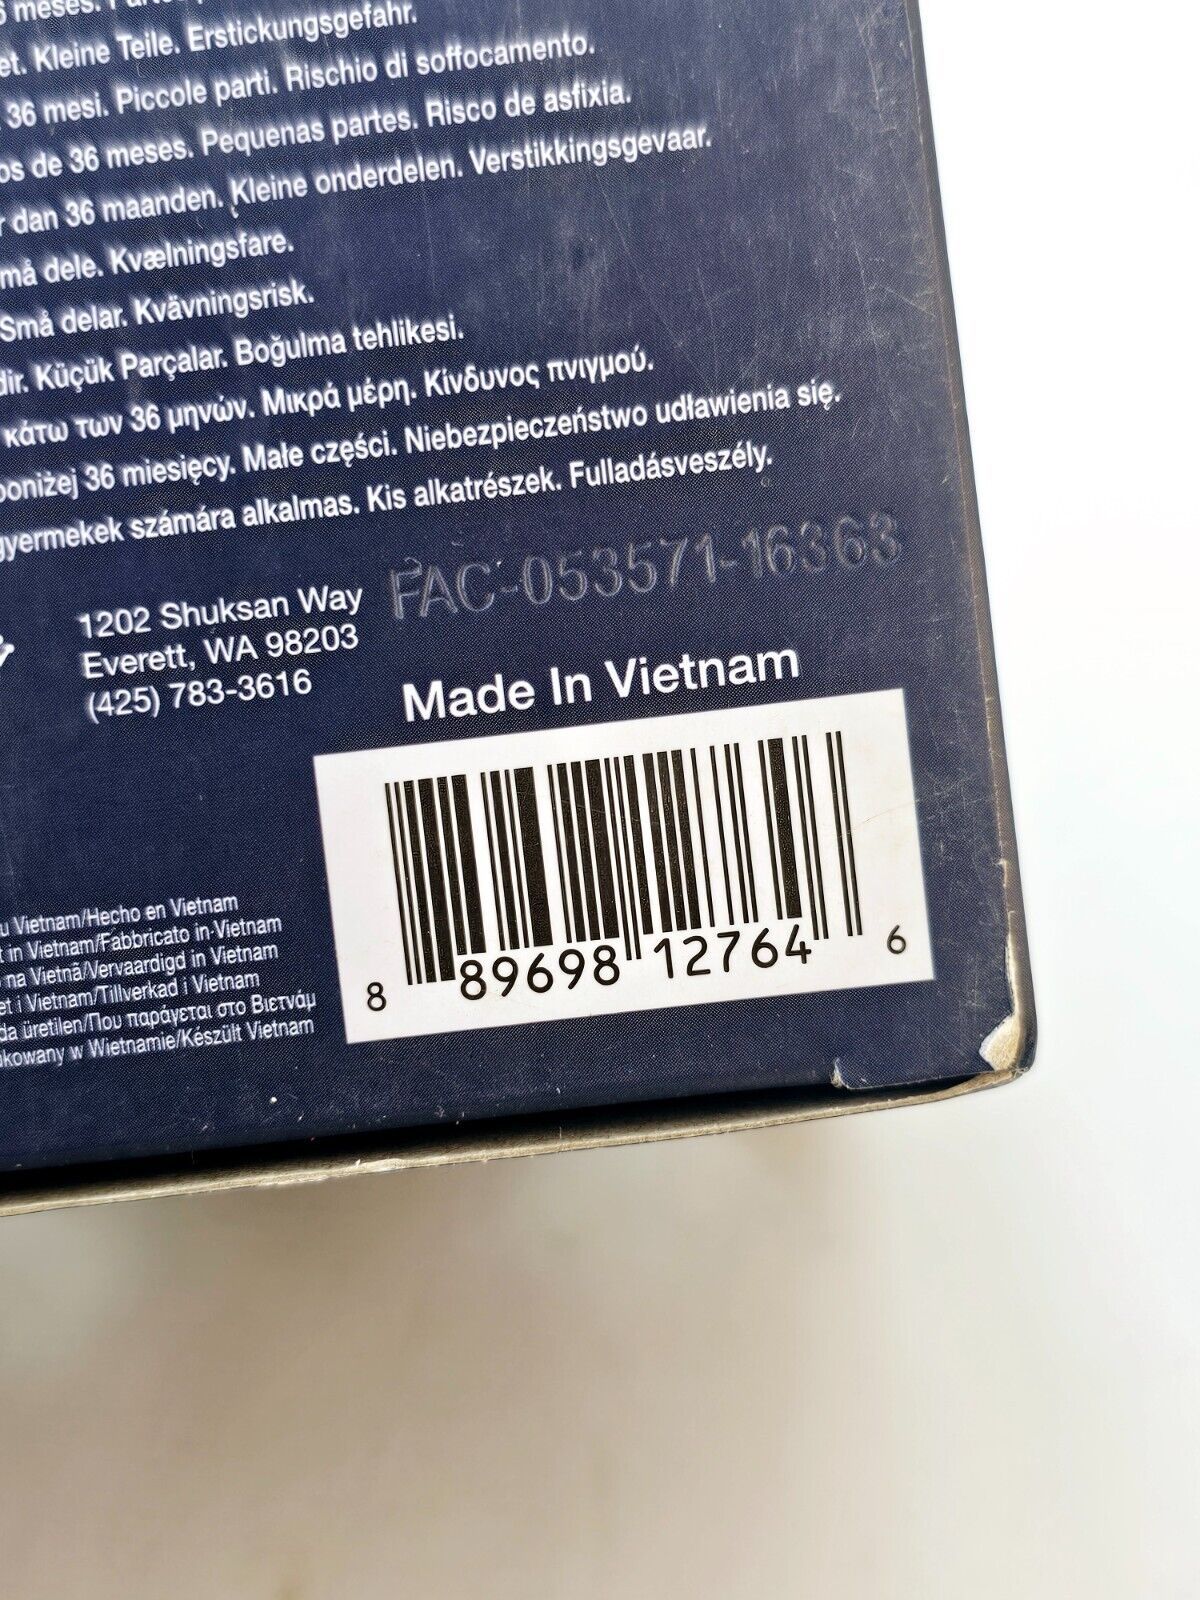 6 meses.
et. Kleine Teile. Erstickungsgefahr.
36 mesi. Piccole parti. Rischio di soffocamento.
os de 36 meses. Pequenas partes. Risco de asfixia.
r dan 36 maanden. Kleine onderdelen. Verstikkingsgevaar.
må dele. Kvælningsfare.
Små delar. Kvävningsrisk.
dir. Küçük Parçalar. Boğulma tehlikesi.
κάτω των 36 μηνών. Μικρά μέρη. Κίνδυνος πνιγμού.
poniżej 36 miesięcy. Małe części. Niebezpieczeństwo udławienia się.
gyermekek számára alkalmas. Kis alkatrészek. Fulladásveszély.
FAC-053571-16363
1202 Shuksan Way
Everett, WA 98203
(425) 783-3616
Made In Vietnam
8 89698 12764 6
u Vietnam/Hecho en Vietnam
t in Vietnam/Fabbricato in Vietnam
na Vietnã/Vervaardigd in Vietnam
et i Vietnam/Tillverkad i Vietnam
da üretilen/Που παράγεται στο Βιετνάμ
kowany w Wietnamie/Készült Vietnam